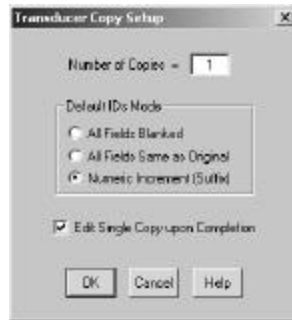 Transducer Copy Setup
Number of Copies = 1
Default IDs Mode
All Fields Blanked
All Fields Same as Original
Numeric Increment (Suffix)
Edit Single Copy upon Completion
OK Cancel Help